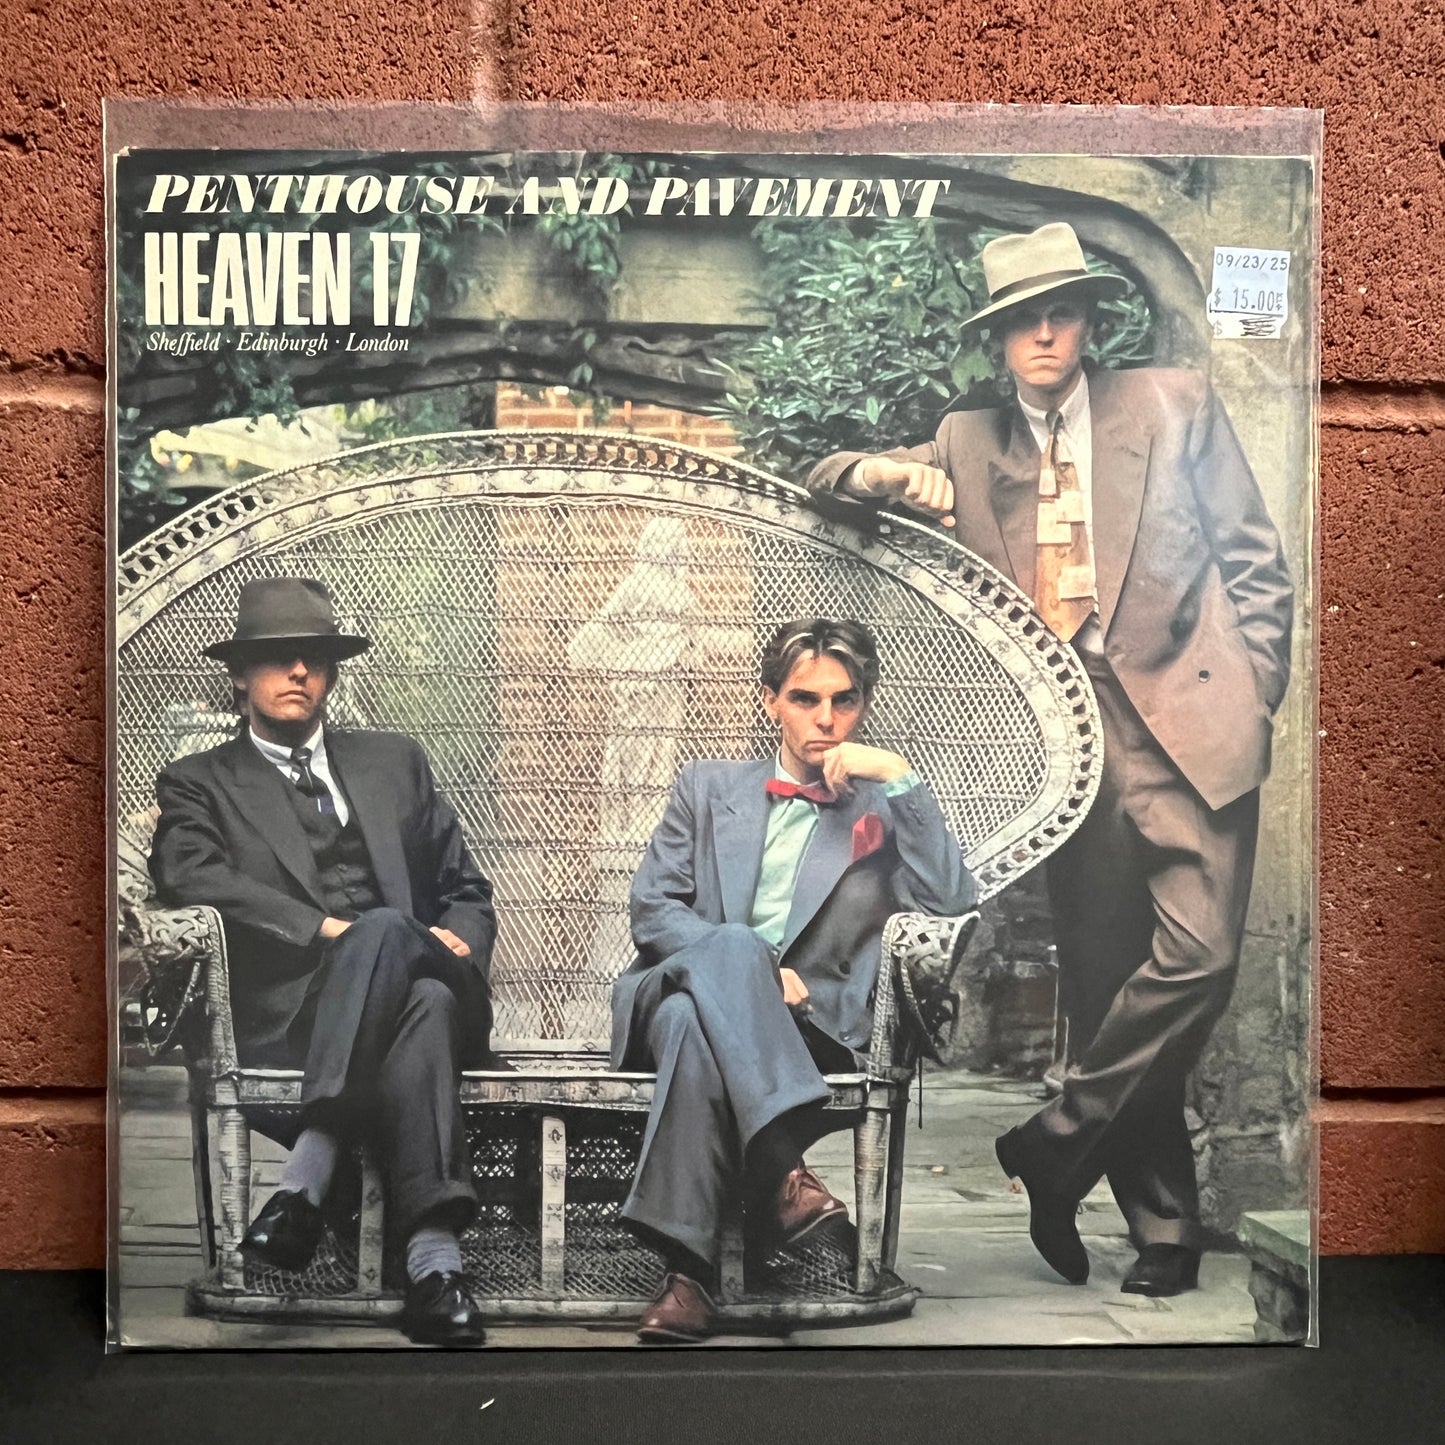 PENTHOUSE AND PAVEMENT
HEAVEN 17
Sheffield · Edinburgh · London
09/23/25
$ 15.00
$